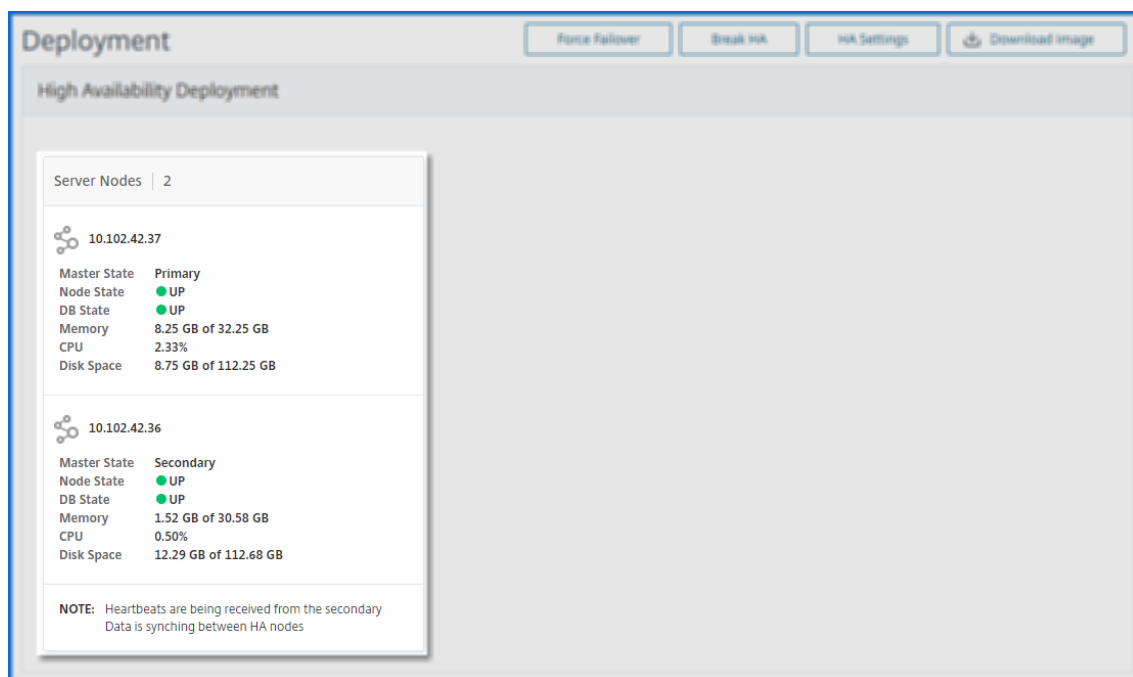 Deployment
Force Failover
Break HA
HA Settings
Download Image
High Availability Deployment
Server Nodes 2
10.102.42.37
Master State Primary
Node State UP
DB State UP
Memory 8.25 GB of 32.25 GB
CPU 2.33%
Disk Space 8.75 GB of 112.25 GB
10.102.42.36
Master State Secondary
Node State UP
DB State UP
Memory 1.52 GB of 30.58 GB
CPU 0.50%
Disk Space 12.29 GB of 112.68 GB
NOTE: Heartbeats are being received from the secondary
Data is synching between HA nodes